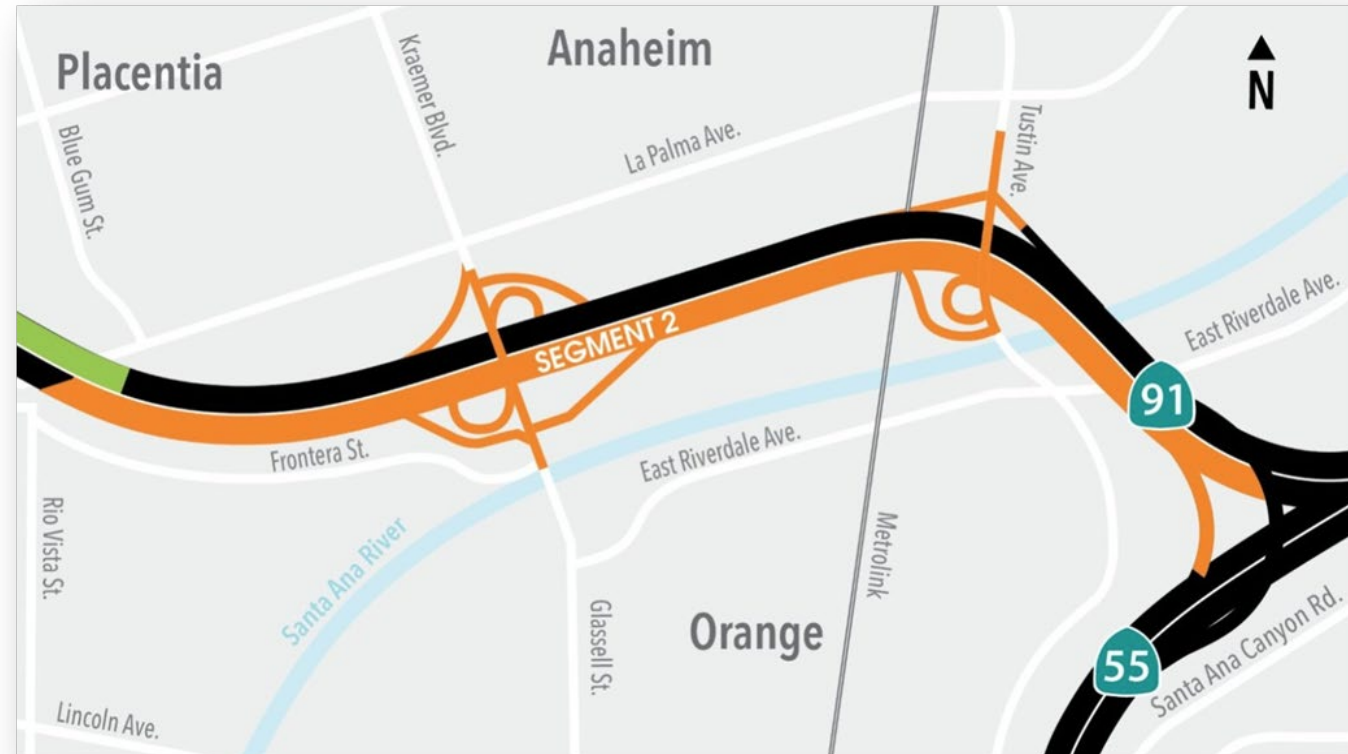 Placentia
Anaheim
N
Kraemer Blvd.
Blue Gum St.
La Palma Ave.
Tustin Ave.
SEGMENT 2
East Riverdale Ave.
91
Frontera St.
East Riverdale Ave.
Rio Vista St.
Santa Ana River
Metrolink
Glassell St.
Orange
55
Santa Ana Canyon Rd.
Lincoln Ave.